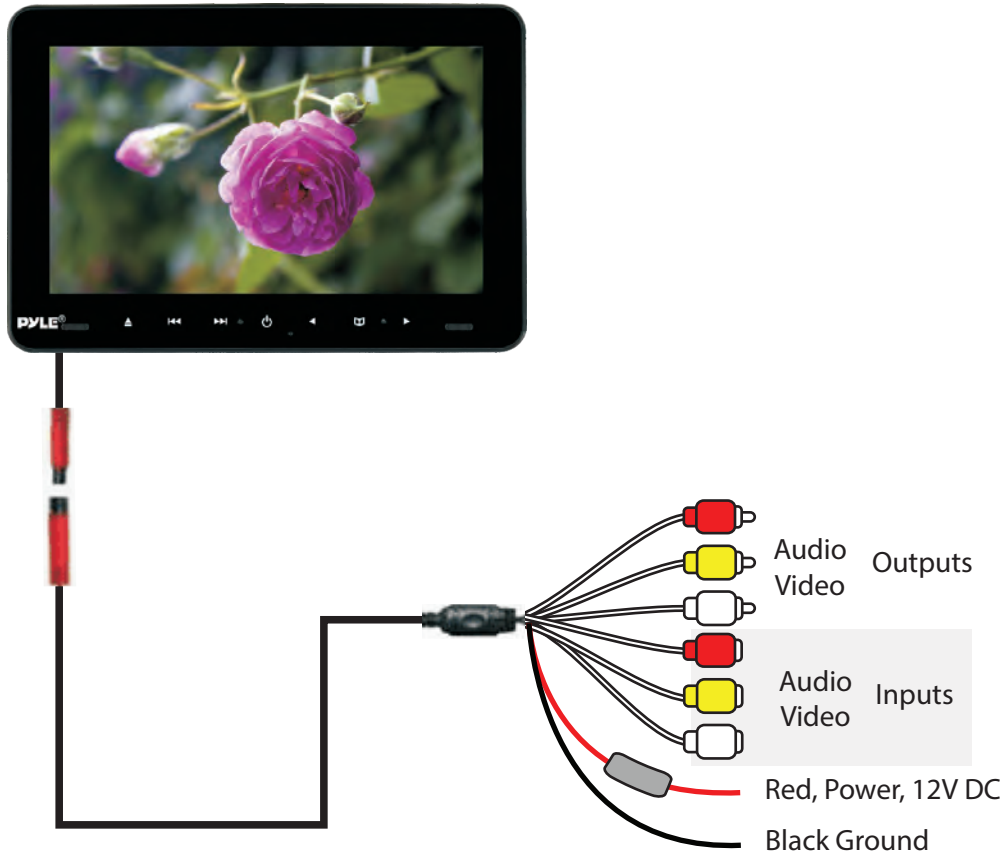 PYLE®
Audio
Video
Outputs
Audio
Video
Inputs
Red, Power, 12V DC
Black Ground